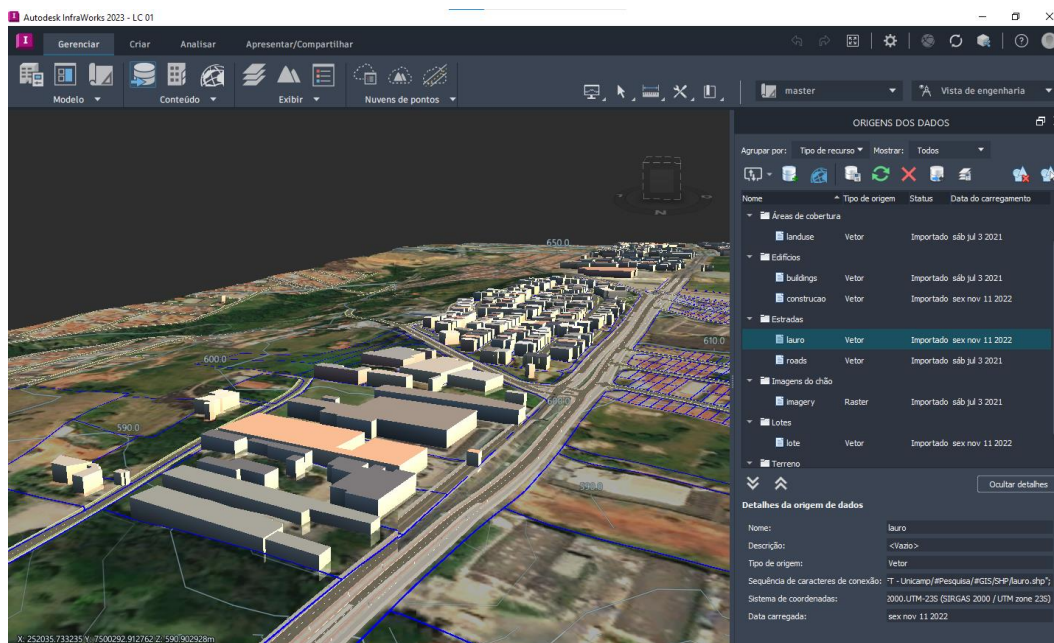 Autodesk InfraWorks 2023 - LC 01
I
Gerenciar Criar Analisar Apresentar/Compartilhar
Modelo Conteúdo Exibir Nuvens de pontos
master Vista de engenharia
ORIGENS DOS DADOS
Agrupar por: Tipo de recurso Mostrar: Todos
Nome Tipo de origem Status Data do carregamento
Áreas de cobertura
landuse Vetor Importado sáb jul 3 2021
Edifícios
buildings Vetor Importado sáb jul 3 2021
construcao Vetor Importado sex nov 11 2022
Estradas
lauro Vetor Importado sex nov 11 2022
roads Vetor Importado sáb jul 3 2021
Imagens do chão
imagery Raster Importado sáb jul 3 2021
Lotes
lote Vetor Importado sex nov 11 2022
Terreno
Ocultar detalhes
Detalhes da origem de dados
Nome: lauro
Descrição: <Vazio>
Tipo de origem: Vetor
Sequência de caracteres de conexão: FT - Unicamp/#Pesquisa/#GIS/SHP/lauro.shp";
Sistema de coordenadas: 2000.UTM-23S (SIRGAS 2000 / UTM zone 23S)
Data carregada: sex nov 11 2022
650.0
610.0
600.0
600.0
590.0
590.0
N
X: 252035.733235 Y: 7500292.912762 Z: 590.902928m